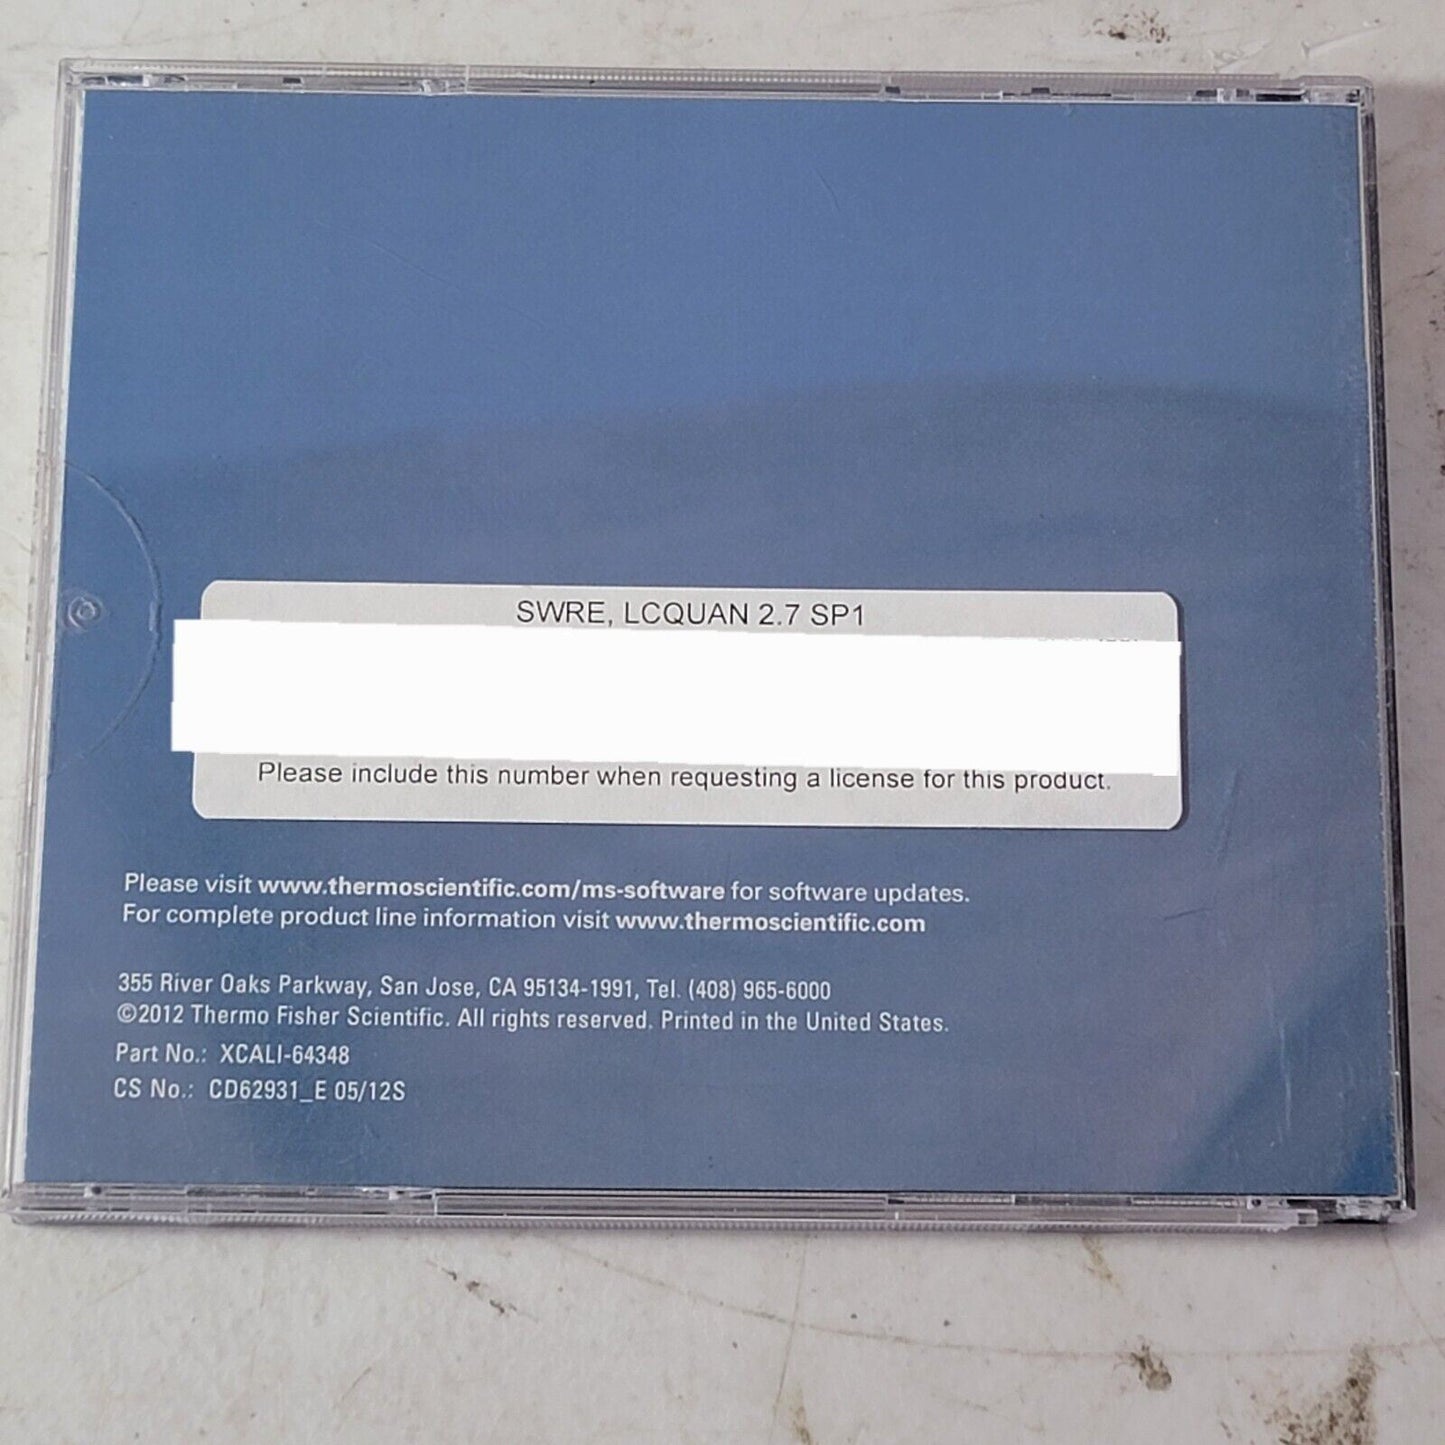 SWRE, LCQUAN 2.7 SP1
Please include this number when requesting a license for this product.
Please visit www.thermoscientific.com/ms-software for software updates.
For complete product line information visit www.thermoscientific.com
355 River Oaks Parkway, San Jose, CA 95134-1991, Tel. (408) 965-6000
©2012 Thermo Fisher Scientific. All rights reserved. Printed in the United States.
Part No.: XCALI-64348
CS No.: CD62931_E 05/12S